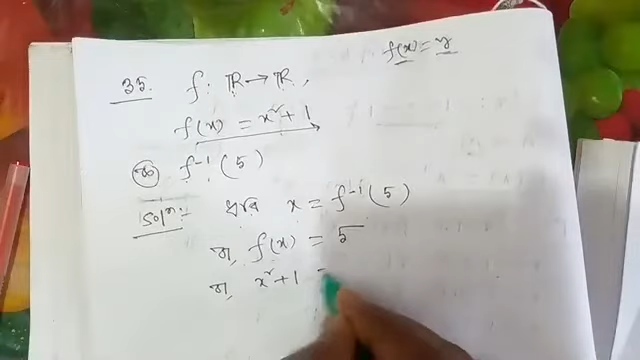 f(x) = y
35. f: ℝ → ℝ,
f(x) = x² + 1
(ক) f⁻¹(5)
Solⁿ:- ধরি x = f⁻¹(5)
বা, f(x) = 5
বা, x² + 1 =